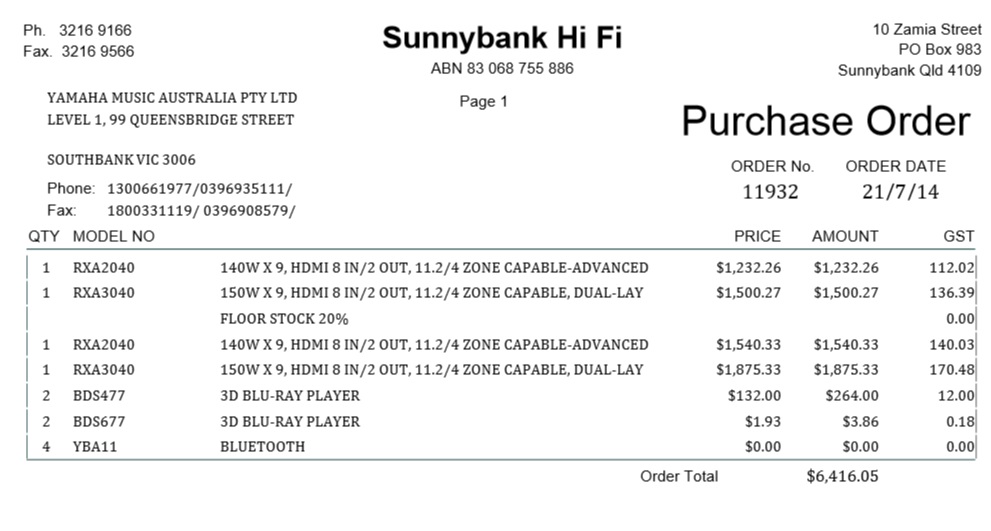 Ph. 3216 9166
Fax. 3216 9566
Sunnybank Hi Fi
ABN 83 068 755 886
Page 1
10 Zamia Street
PO Box 983
Sunnybank Qld 4109
YAMAHA MUSIC AUSTRALIA PTY LTD
LEVEL 1, 99 QUEENSBRIDGE STREET
SOUTHBANK VIC 3006
Phone: 1300661977/0396935111/
Fax: 1800331119/ 0396908579/
Purchase Order
ORDER No. ORDER DATE
11932 21/7/14
QTY MODEL NO PRICE AMOUNT GST
1 RXA2040 140W X 9, HDMI 8 IN/2 OUT, 11.2/4 ZONE CAPABLE-ADVANCED $1,232.26 $1,232.26 112.02
1 RXA3040 150W X 9, HDMI 8 IN/2 OUT, 11.2/4 ZONE CAPABLE, DUAL-LAY $1,500.27 $1,500.27 136.39
FLOOR STOCK 20% 0.00
1 RXA2040 140W X 9, HDMI 8 IN/2 OUT, 11.2/4 ZONE CAPABLE-ADVANCED $1,540.33 $1,540.33 140.03
1 RXA3040 150W X 9, HDMI 8 IN/2 OUT, 11.2/4 ZONE CAPABLE, DUAL-LAY $1,875.33 $1,875.33 170.48
2 BDS477 3D BLU-RAY PLAYER $132.00 $264.00 12.00
2 BDS677 3D BLU-RAY PLAYER $1.93 $3.86 0.18
4 YBA11 BLUETOOTH $0.00 $0.00 0.00
Order Total $6,416.05